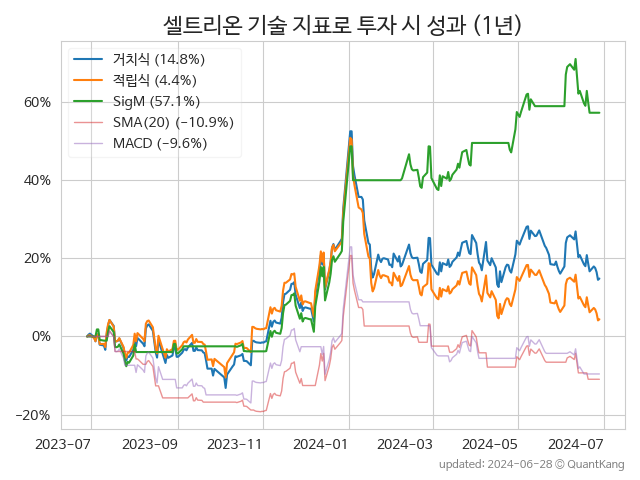 셀트리온 기술 지표로 투자 시 성과 (1년)
거치식 (14.8%)
적립식 (4.4%)
SigM (57.1%)
SMA(20) (−10.9%)
MACD (−9.6%)
60%
40%
20%
0%
−20%
2023-07 2023-09 2023-11 2024-01 2024-03 2024-05 2024-07
updated: 2024-06-28 © QuantKang